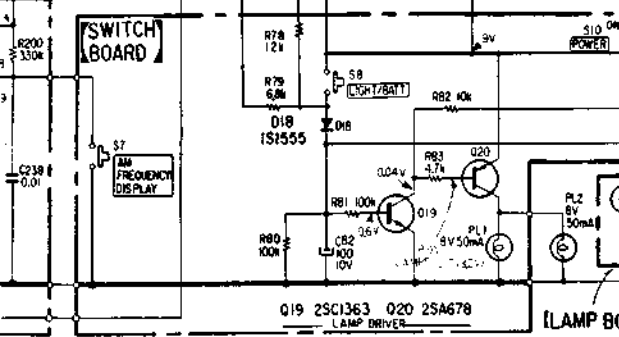 SWITCH
BOARD
R200
330k
R78
12k
R79
6.8k
S8
LIGHT/BATT
D18
1S1555
D18
9V
S10
POWER
R82 10k
S7
AM
FREQUENCY
DISPLAY
C238
0.01
R83
4.7k
Q20
0.04V
R81 100k
Q19
0.6V
R80
100k
C82
100
10V
PL1
8V 50mA
PL2
8V
50mA
Q19 2SC1363 Q20 2SA678
LAMP DRIVER
LAMP